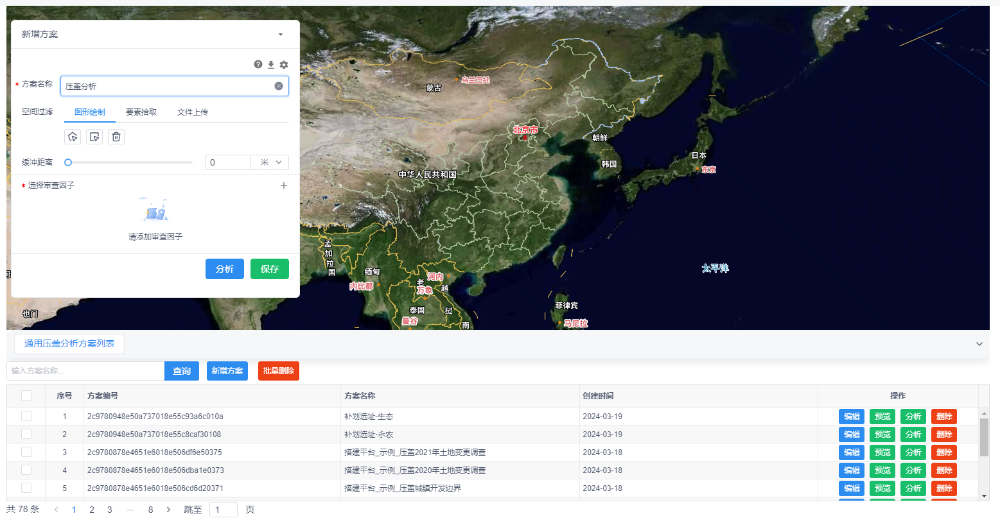 新增方案
* 方案名称 压盖分析
空间过滤 图形绘制 要素拾取 文件上传
缓冲距离 0 米
* 选择审查因子
请添加审查因子
分析 保存
蒙古
乌兰巴托
北京市
朝鲜
韩国
日本
东京
中华人民共和国
太平洋
孟加拉国
缅甸
内比都
河内
老
万象
越
泰国
挝
曼谷
南
菲律宾
马尼拉
也门
通用压盖分析方案列表
输入方案名称... 查询 新增方案 批量删除
序号 方案编号 方案名称 创建时间 操作
1 2c9780948e50a737018e55c93a6c010a 补划选址-生态 2024-03-19 编辑 预览 分析 删除
2 2c9780948e50a737018e55c8caf30108 补划选址-永农 2024-03-19 编辑 预览 分析 删除
3 2c9780878e4651e6018e506df6e50375 搭建平台_示例_压盖2021年土地变更调查 2024-03-18 编辑 预览 分析 删除
4 2c9780878e4651e6018e506dba1e0373 搭建平台_示例_压盖2020年土地变更调查 2024-03-18 编辑 预览 分析 删除
5 2c9780878e4651e6018e506cd6d20371 搭建平台_示例_压盖城镇开发边界 2024-03-18 编辑 预览 分析 删除
共 78 条 1 2 3 ··· 8 跳至 1 页